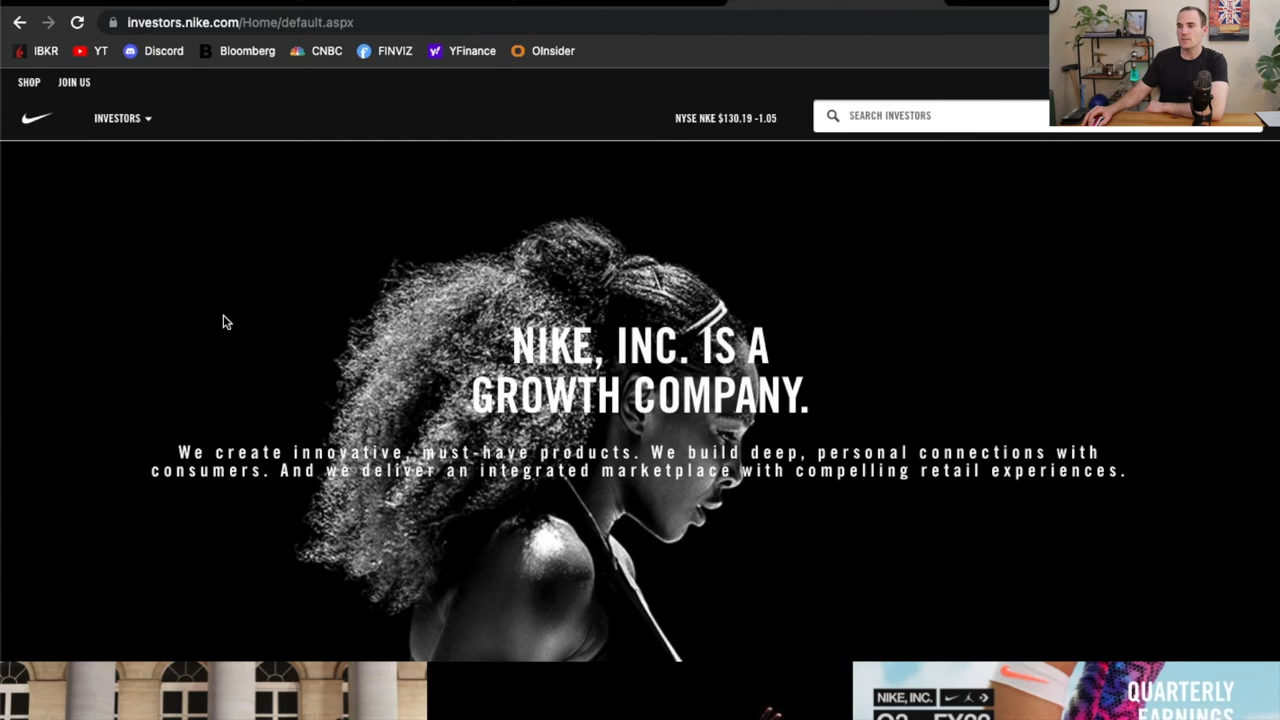 investors.nike.com/Home/default.aspx
IBKR YT Discord Bloomberg CNBC FINVIZ YFinance OInsider
SHOP JOIN US
INVESTORS NYSE NKE $130.19 -1.05 SEARCH INVESTORS
NIKE, INC. IS A
GROWTH COMPANY.
We create innovative, must-have products. We build deep, personal connections with
consumers. And we deliver an integrated marketplace with compelling retail experiences.
NIKE, INC.
QUARTERLY
EARNINGS